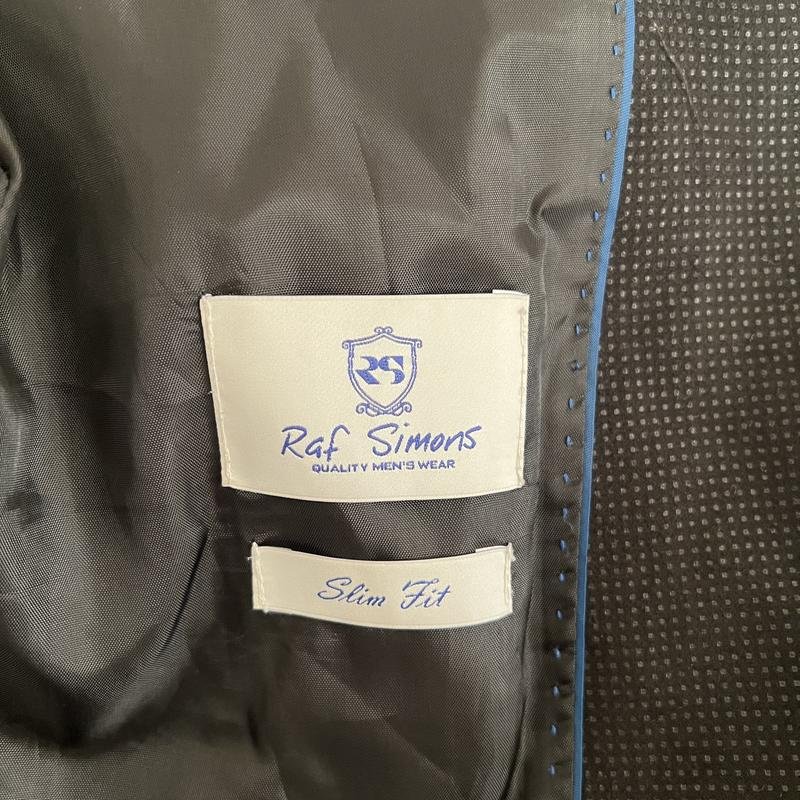 RS
Raf Simons
QUALITY MEN'S WEAR
Slim Fit